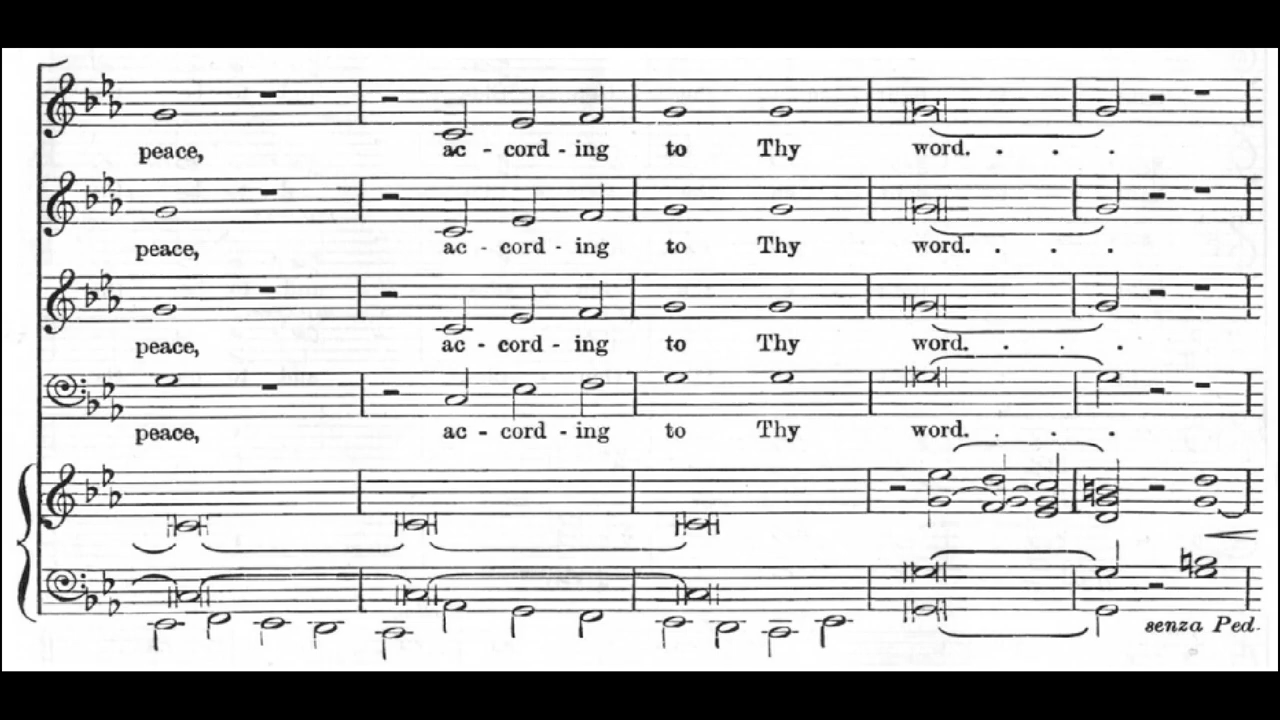 peace, ac - cord - ing to Thy word. . . .
peace, ac - cord - ing to Thy word. . . .
peace, ac - cord - ing to Thy word. . . .
peace, ac - cord - ing to Thy word. . . .
senza Ped.